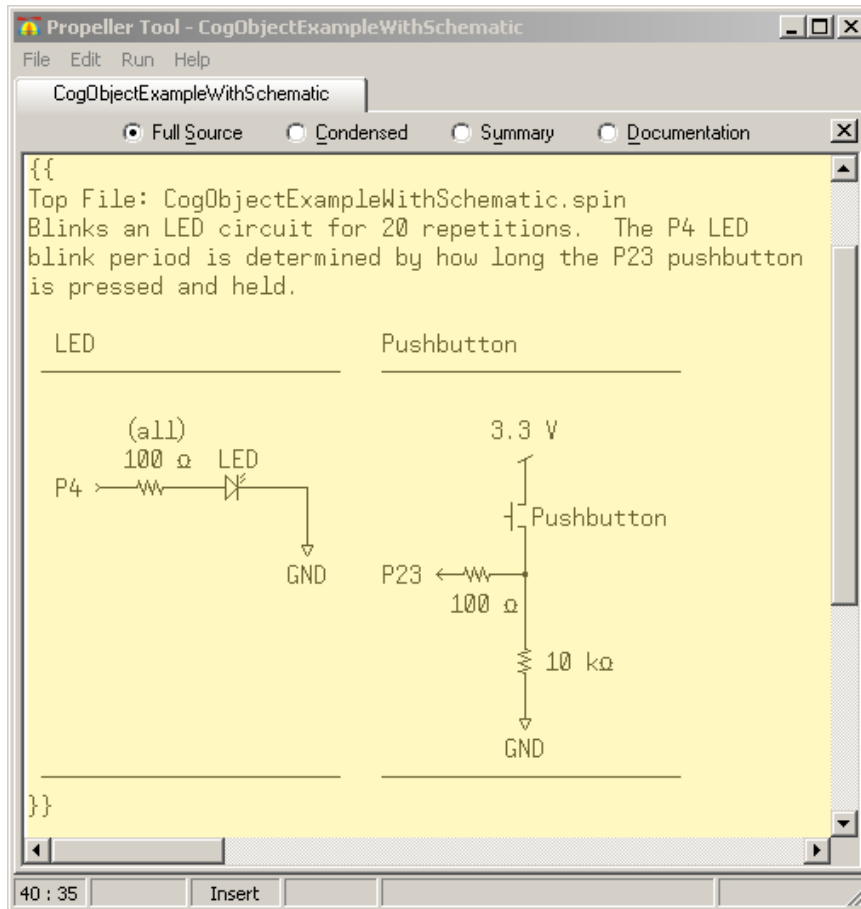 Propeller Tool - CogObjectExampleWithSchematic
File Edit Run Help
CogObjectExampleWithSchematic
Full Source Condensed Summary Documentation
{{
Top File: CogObjectExampleWithSchematic.spin
Blinks an LED circuit for 20 repetitions.  The P4 LED
blink period is determined by how long the P23 pushbutton
is pressed and held.
LED Pushbutton
(all) 3.3 V
100 Ω LED
P4
Pushbutton
GND P23
100 Ω
10 kΩ
GND
}}
40 : 35 Insert